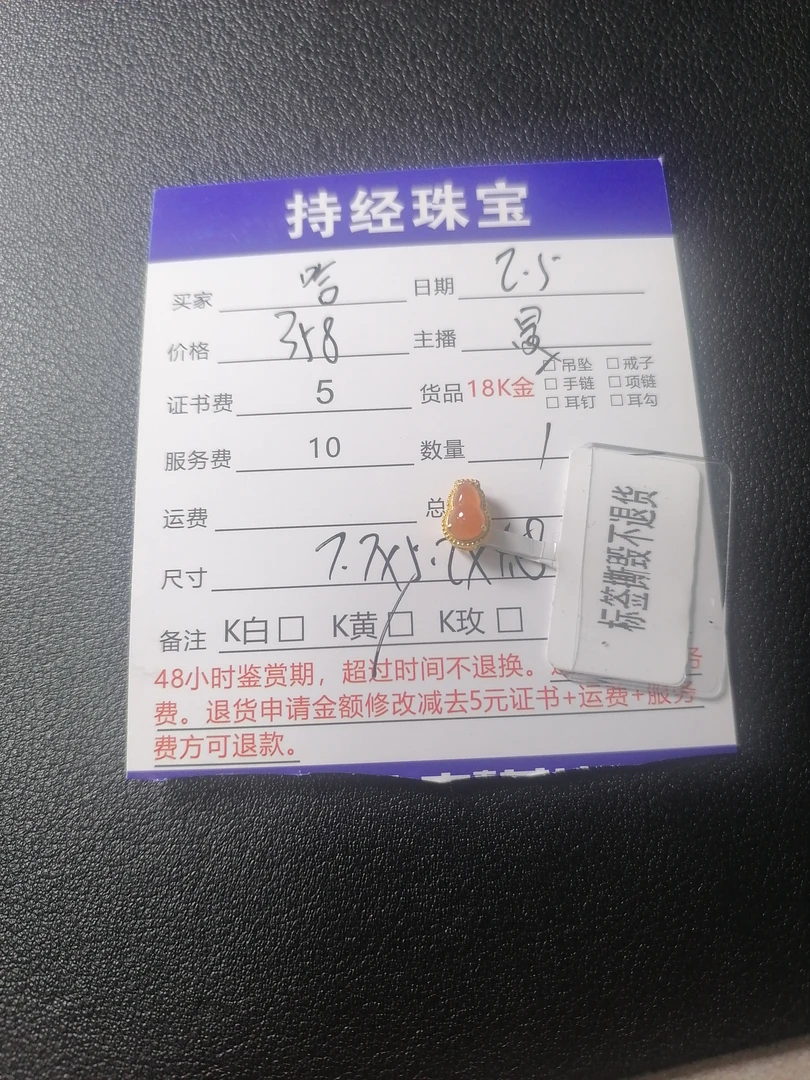 持经珠宝
买家 哈 日期 2.5
价格 358 主播
证书费 5 货品 18K金 □吊坠 □戒子
□手链 □项链
□耳钉 □耳勾
服务费 10 数量 1
运费 总
尺寸 7.7×5.2×
备注 K白□ K黄□ K玫□
48小时鉴赏期，超过时间不退换。
费。退货申请金额修改减去5元证书+运费+服务
费方可退款。
标签撕毁不退货